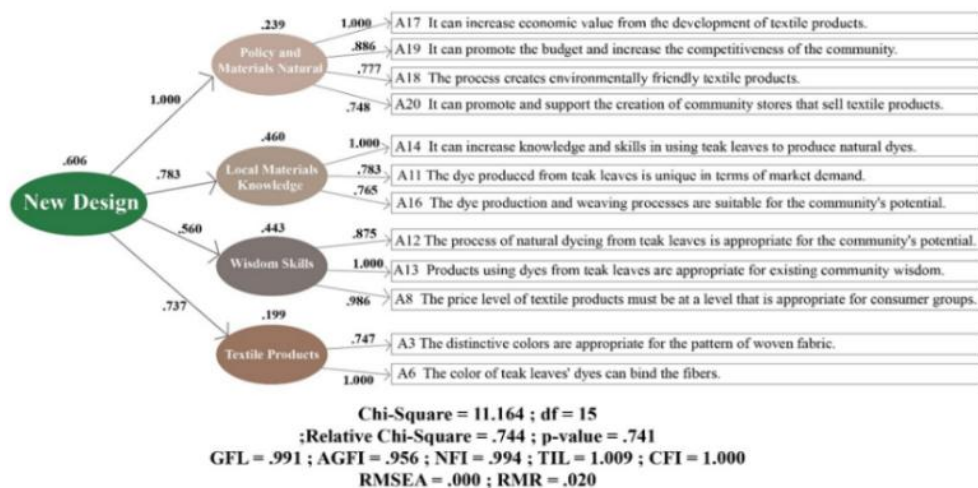 .239
Policy and
Materials Natural
1.000
A17 It can increase economic value from the development of textile products.
.886
A19 It can promote the budget and increase the competitiveness of the community.
.777
A18 The process creates environmentally friendly textile products.
.748
A20 It can promote and support the creation of community stores that sell textile products.
1.000
.606
New Design
.783
.460
Local Materials
Knowledge
1.000
A14 It can increase knowledge and skills in using teak leaves to produce natural dyes.
.783
A11 The dye produced from teak leaves is unique in terms of market demand.
.765
A16 The dye production and weaving processes are suitable for the community's potential.
.560
.443
Wisdom Skills
.875
A12 The process of natural dyeing from teak leaves is appropriate for the community's potential.
1.000
A13 Products using dyes from teak leaves are appropriate for existing community wisdom.
.986
A8 The price level of textile products must be at a level that is appropriate for consumer groups.
.737
.199
Textile Products
.747
A3 The distinctive colors are appropriate for the pattern of woven fabric.
1.000
A6 The color of teak leaves' dyes can bind the fibers.
Chi-Square = 11.164 ; df = 15
;Relative Chi-Square = .744 ; p-value = .741
GFL = .991 ; AGFI = .956 ; NFI = .994 ; TIL = 1.009 ; CFI = 1.000
RMSEA = .000 ; RMR = .020